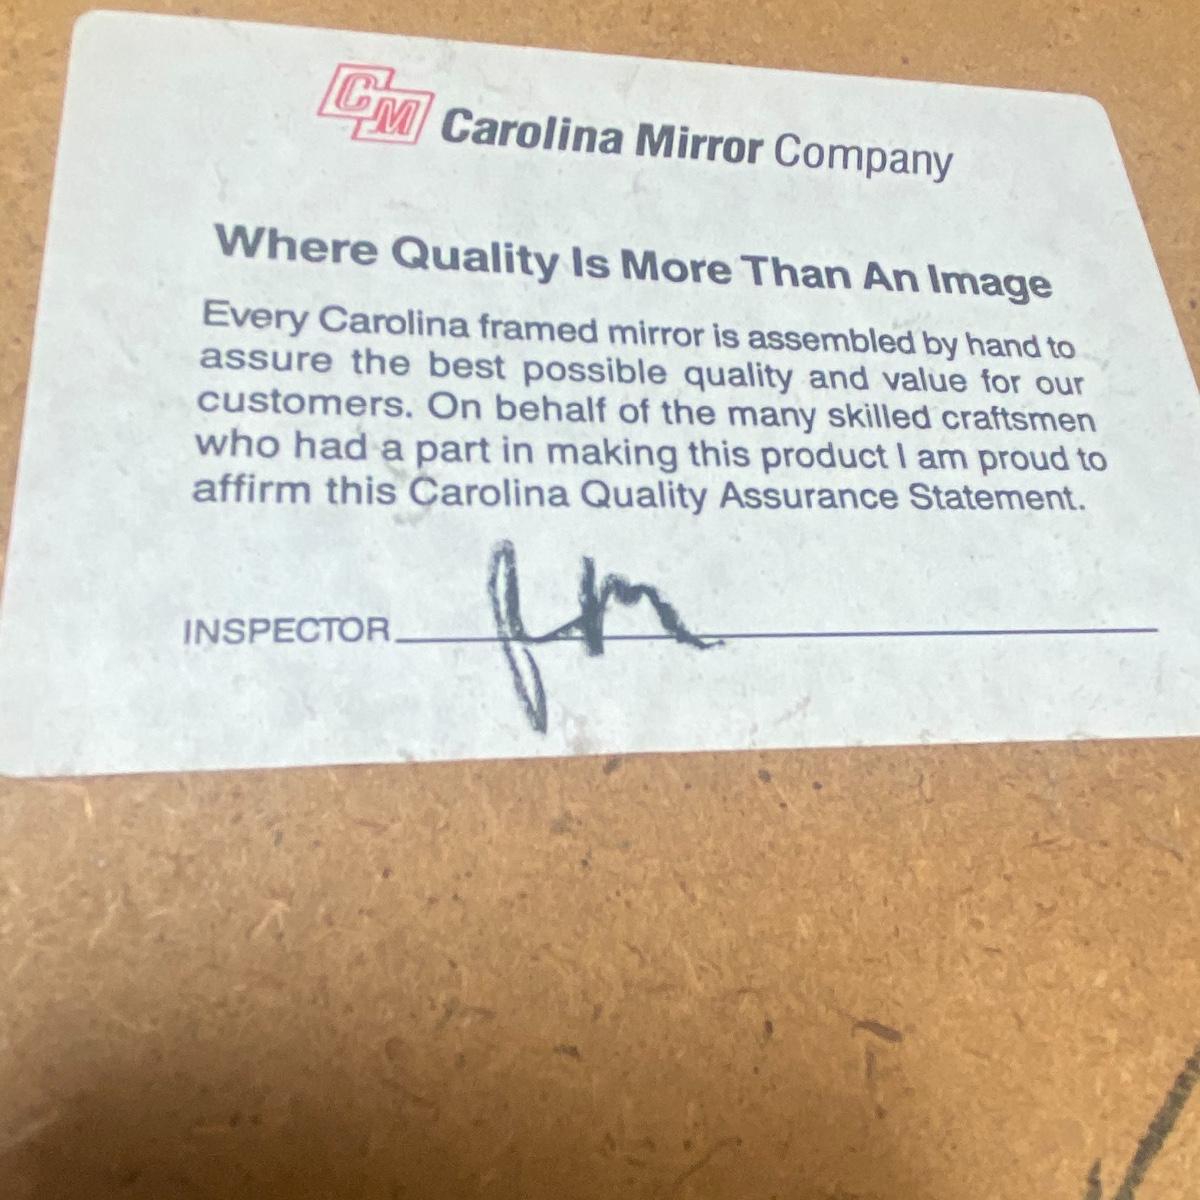 CM Carolina Mirror Company
Where Quality Is More Than An Image
Every Carolina framed mirror is assembled by hand to
assure the best possible quality and value for our
customers. On behalf of the many skilled craftsmen
who had a part in making this product I am proud to
affirm this Carolina Quality Assurance Statement.
INSPECTOR